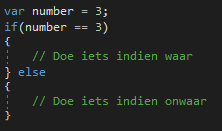 var number = 3;
if(number == 3)
{
// Doe iets indien waar
} else
{
// Doe iets indien onwaar
}